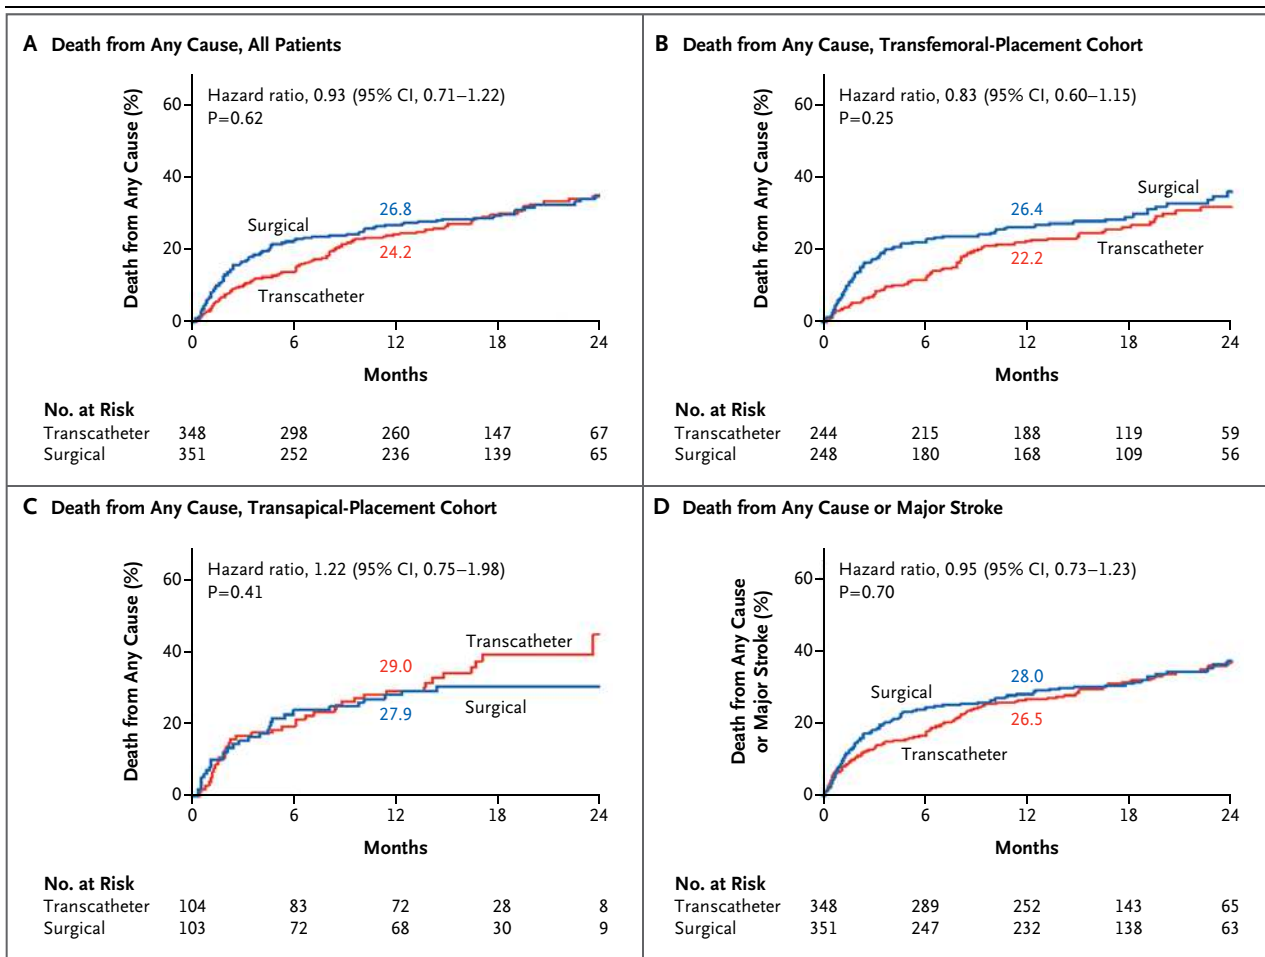 A Death from Any Cause, All Patients
Death from Any Cause (%)
60
40
20
0
Hazard ratio, 0.93 (95% CI, 0.71–1.22)
P=0.62
Surgical
26.8
24.2
Transcatheter
0 6 12 18 24
Months
No. at Risk
Transcatheter 348 298 260 147 67
Surgical 351 252 236 139 65
B Death from Any Cause, Transfemoral-Placement Cohort
Death from Any Cause (%)
60
40
20
0
Hazard ratio, 0.83 (95% CI, 0.60–1.15)
P=0.25
Surgical
26.4
Transcatheter
22.2
0 6 12 18 24
Months
No. at Risk
Transcatheter 244 215 188 119 59
Surgical 248 180 168 109 56
C Death from Any Cause, Transapical-Placement Cohort
Death from Any Cause (%)
60
40
20
0
Hazard ratio, 1.22 (95% CI, 0.75–1.98)
P=0.41
Transcatheter
29.0
Surgical
27.9
0 6 12 18 24
Months
No. at Risk
Transcatheter 104 83 72 28 8
Surgical 103 72 68 30 9
D Death from Any Cause or Major Stroke
Death from Any Cause
or Major Stroke (%)
60
40
20
0
Hazard ratio, 0.95 (95% CI, 0.73–1.23)
P=0.70
Surgical
28.0
26.5
Transcatheter
0 6 12 18 24
Months
No. at Risk
Transcatheter 348 289 252 143 65
Surgical 351 247 232 138 63